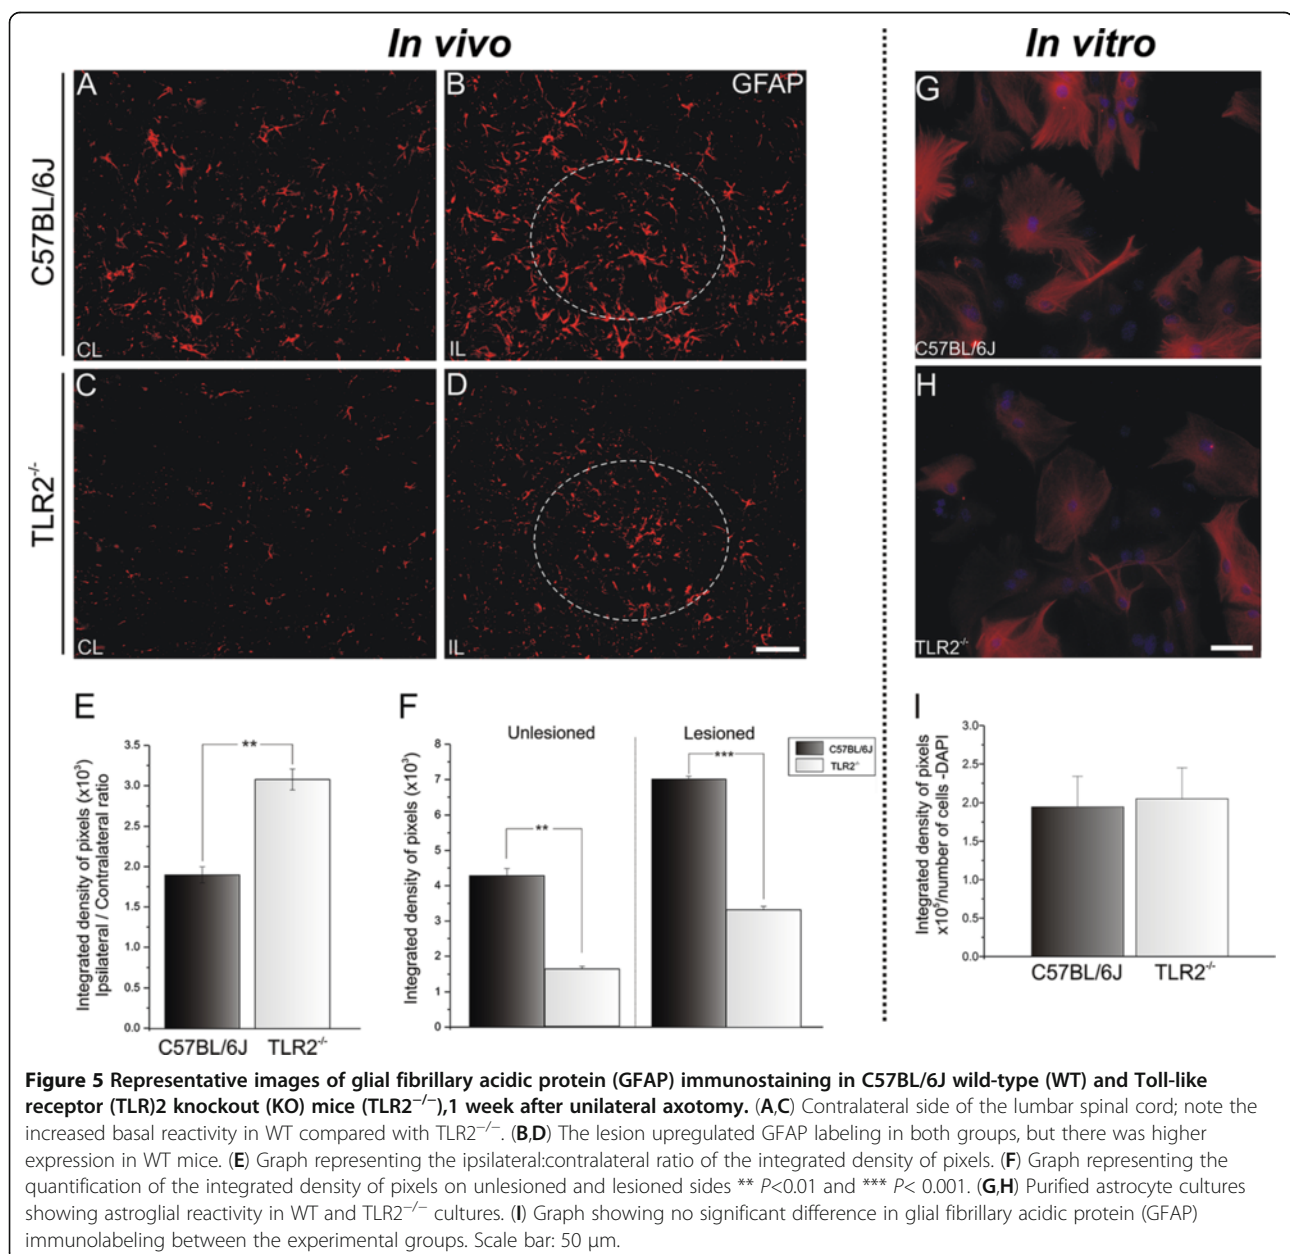 In vivo
In vitro
A
B
GFAP
G
C57BL/6J
CL
IL
C57BL/6J
C
D
H
TLR2-/-
CL
IL
TLR2-/-
E
Integrated density of pixels (x10³)
Ipsilateral / Contralateral ratio
3.5
3.0
2.5
2.0
1.5
1.0
0.5
0.0
**
C57BL/6J
TLR2-/-
F
Integrated density of pixels (x10³)
8
7
6
5
4
3
2
1
0
Unlesioned
Lesioned
**
***
C57BL/6J
TLR2-/-
I
Integrated density of pixels
x10⁵/number of cells -DAPI
3.0
2.5
2.0
1.5
1.0
0.5
0.0
C57BL/6J
TLR2-/-
Figure 5 Representative images of glial fibrillary acidic protein (GFAP) immunostaining in C57BL/6J wild-type (WT) and Toll-like
receptor (TLR)2 knockout (KO) mice (TLR2−/−),1 week after unilateral axotomy. (A,C) Contralateral side of the lumbar spinal cord; note the
increased basal reactivity in WT compared with TLR2−/−. (B,D) The lesion upregulated GFAP labeling in both groups, but there was higher
expression in WT mice. (E) Graph representing the ipsilateral:contralateral ratio of the integrated density of pixels. (F) Graph representing the
quantification of the integrated density of pixels on unlesioned and lesioned sides ** P<0.01 and *** P< 0.001. (G,H) Purified astrocyte cultures
showing astroglial reactivity in WT and TLR2−/− cultures. (I) Graph showing no significant difference in glial fibrillary acidic protein (GFAP)
immunolabeling between the experimental groups. Scale bar: 50 μm.